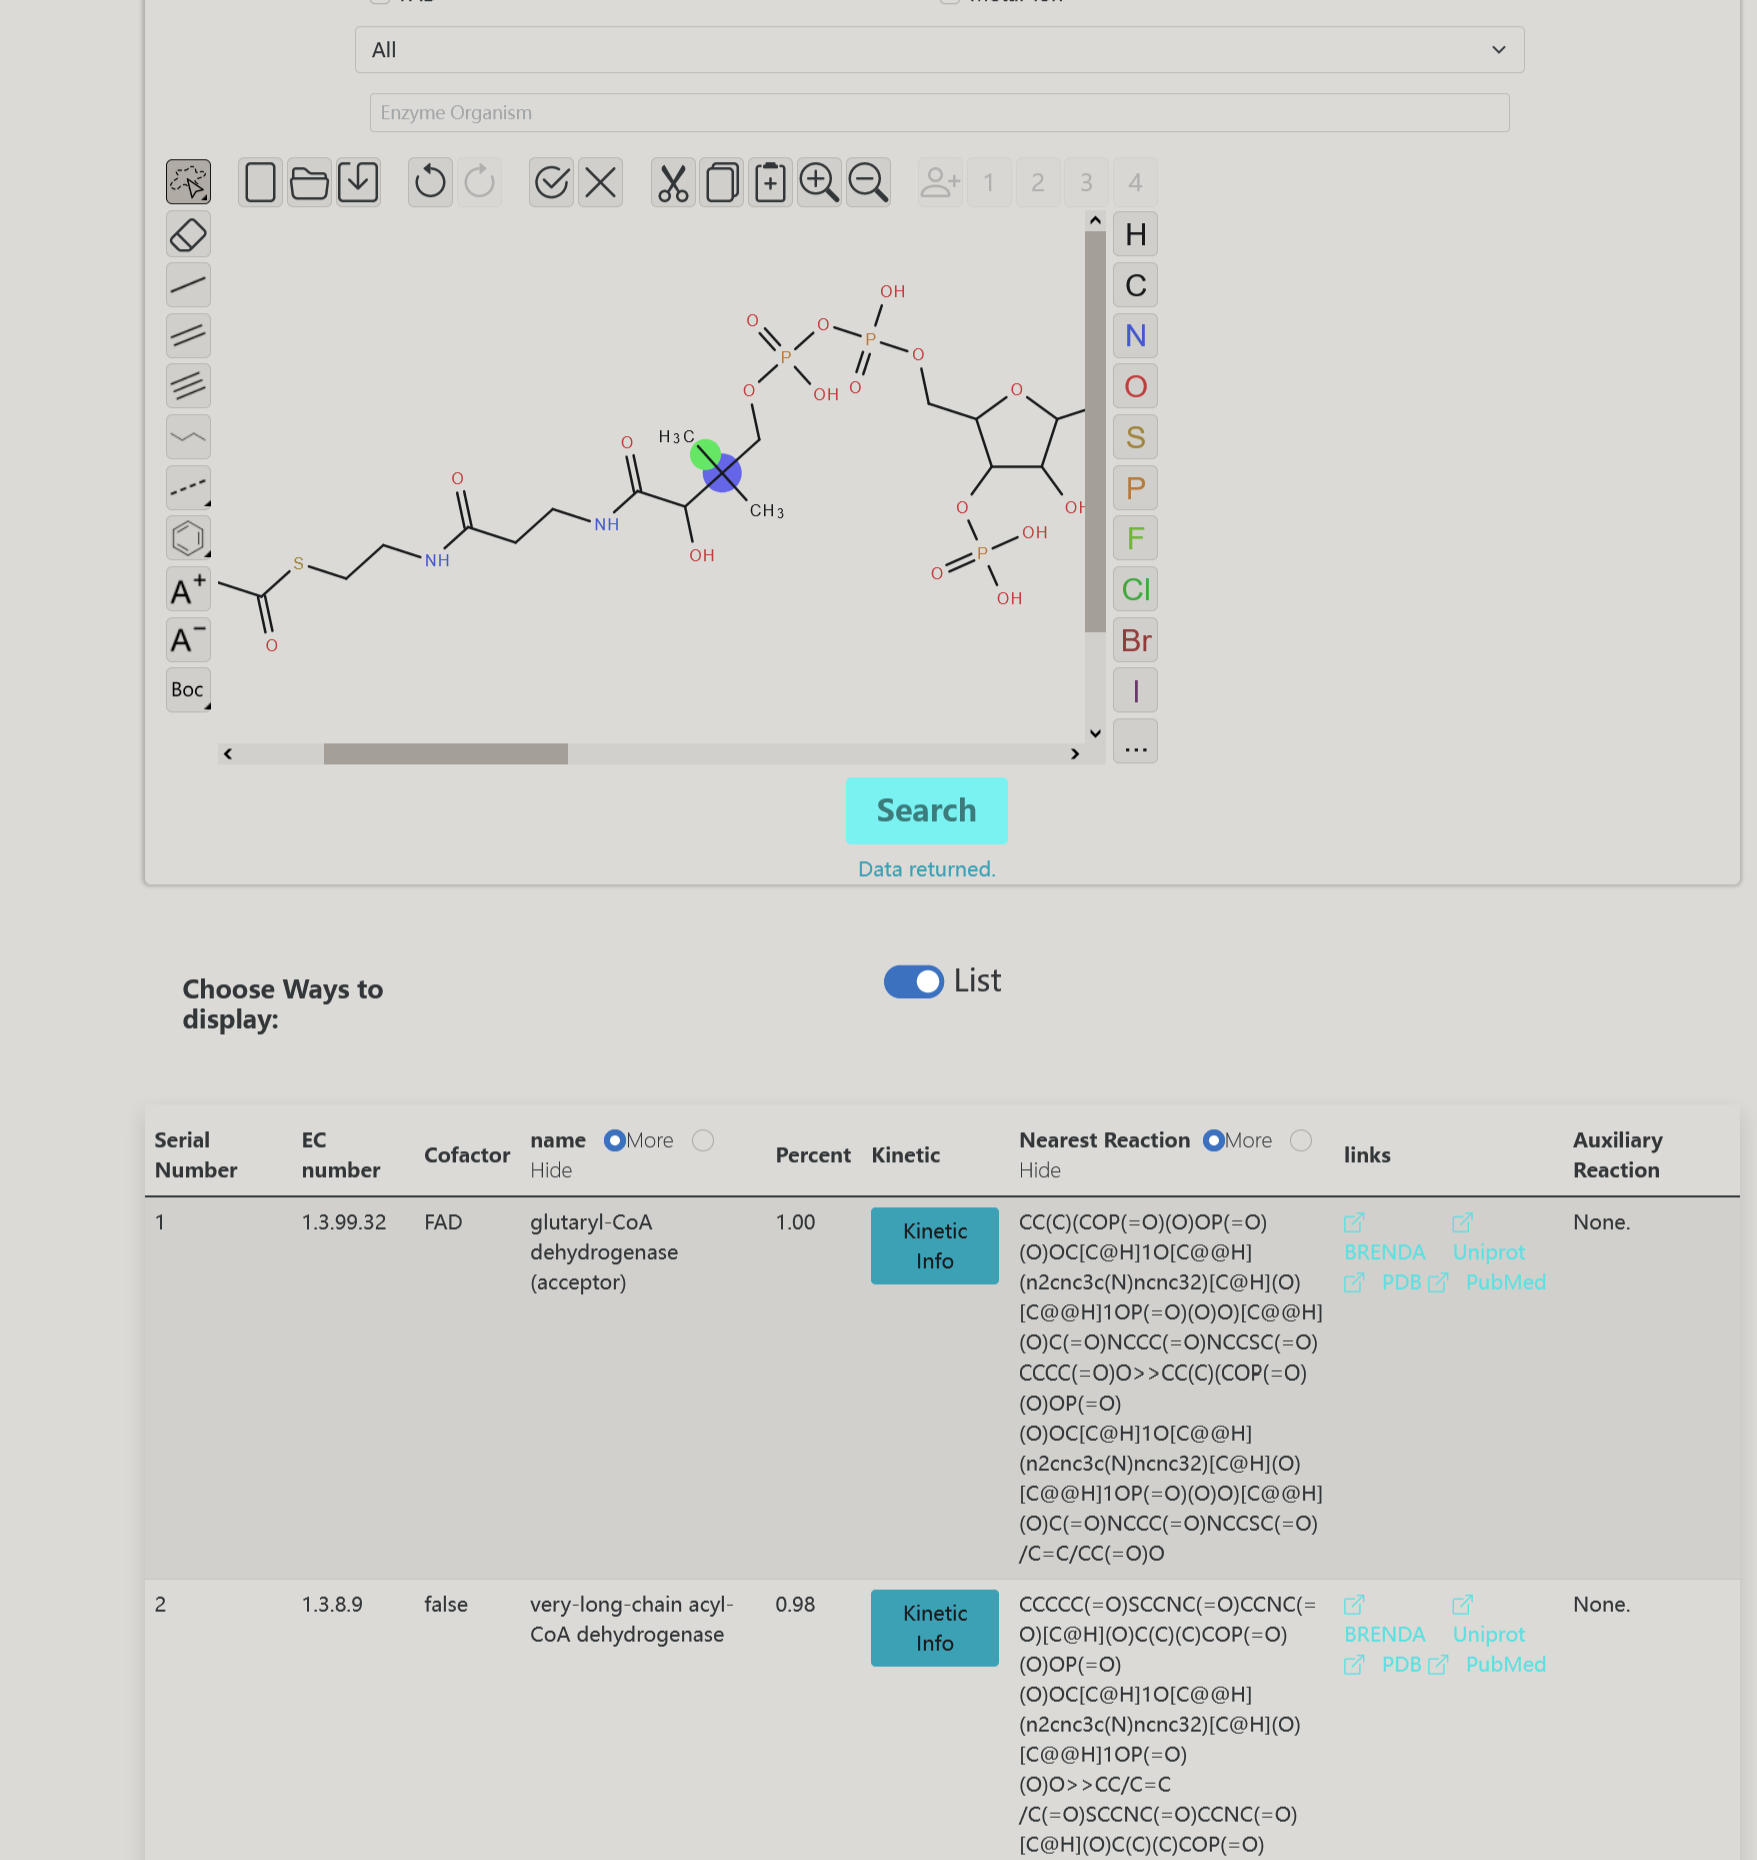 All
Enzyme Organism
1 2 3 4
H
C
N
O
S
P
F
Cl
Br
I
...
A+
A−
Boc
OH
O
O
P
P
O
O
OH
O
O
O
H3C
O
O
NH
CH3
O
OH
OH
OH
P
O
S
NH
OH
O
Search
Data returned.
Choose Ways to
display:
List
Serial
Number
EC
number
Cofactor
name More
Hide
Percent
Kinetic
Nearest Reaction More
Hide
links
Auxiliary
Reaction
1
1.3.99.32
FAD
glutaryl-CoA
dehydrogenase
(acceptor)
1.00
Kinetic
Info
CC(C)(COP(=O)(O)OP(=O)
(O)OC[C@H]1O[C@@H]
(n2cnc3c(N)ncnc32)[C@H](O)
[C@@H]1OP(=O)(O)O)[C@@H]
(O)C(=O)NCCC(=O)NCCSC(=O)
CCCC(=O)O>>CC(C)(COP(=O)
(O)OP(=O)
(O)OC[C@H]1O[C@@H]
(n2cnc3c(N)ncnc32)[C@H](O)
[C@@H]1OP(=O)(O)O)[C@@H]
(O)C(=O)NCCC(=O)NCCSC(=O)
/C=C/CC(=O)O
BRENDA Uniprot
PDB PubMed
None.
2
1.3.8.9
false
very-long-chain acyl-
CoA dehydrogenase
0.98
Kinetic
Info
CCCCC(=O)SCCNC(=O)CCNC(=
O)[C@H](O)C(C)(C)COP(=O)
(O)OP(=O)
(O)OC[C@H]1O[C@@H]
(n2cnc3c(N)ncnc32)[C@H](O)
[C@@H]1OP(=O)
(O)O>>CC/C=C
/C(=O)SCCNC(=O)CCNC(=O)
[C@H](O)C(C)(C)COP(=O)
BRENDA Uniprot
PDB PubMed
None.